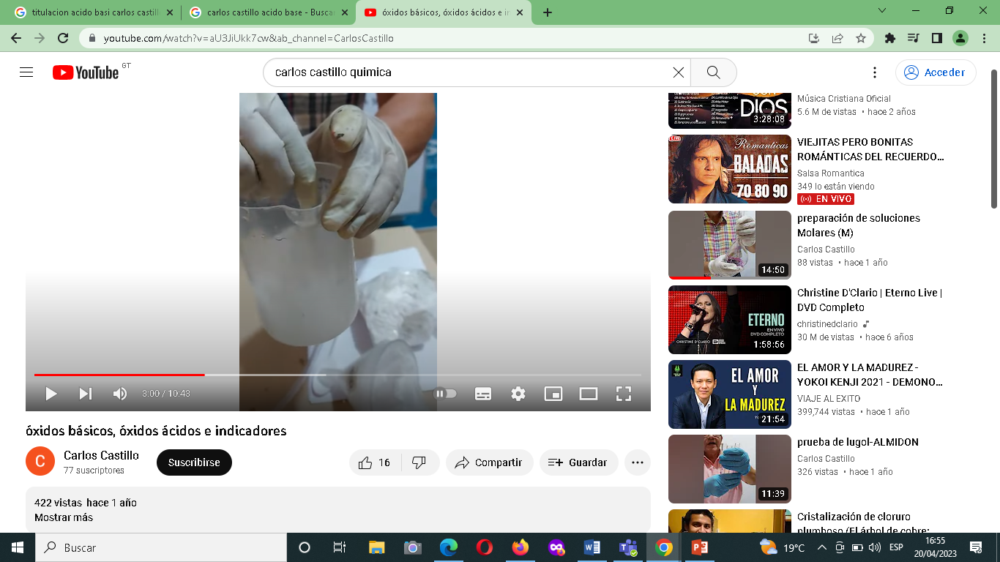 titulacion acido basi carlos castill
carlos castillo acido base - Busca
óxidos básicos, óxidos ácidos e in
youtube.com/watch?v=aU3JiUkk7cw&ab_channel=CarlosCastillo
YouTube GT
carlos castillo quimica
Acceder
3:00 / 10:43
óxidos básicos, óxidos ácidos e indicadores
C
Carlos Castillo
77 suscriptores
Suscribirse
16
Compartir
Guardar
422 vistas hace 1 año
Mostrar más
DIOS
3:28:08
Música Cristiana Oficial
5.6 M de vistas • hace 2 años
LIVE
Romanticas
BALADAS
70 80 90
VIEJITAS PERO BONITAS
ROMÁNTICAS DEL RECUERDO...
Salsa Romantica
349 lo están viendo
EN VIVO
14:50
preparación de soluciones
Molares (M)
Carlos Castillo
88 vistas • hace 1 año
ETERNO
EN VIVO
DVD COMPLETO
CHRISTINE D'CLARIO
1:58:56
Christine D'Clario | Eterno Live |
DVD Completo
christinedclario
30 M de vistas • hace 6 años
EL AMOR
Y
LA MADUREZ
21:54
EL AMOR Y LA MADUREZ -
YOKOI KENJI 2021 - DEMONO...
VIAJE AL EXITO
399,744 vistas • hace 1 año
11:39
prueba de lugol-ALMIDON
Carlos Castillo
326 vistas • hace 1 año
Cristalización de cloruro
plumboso (El árbol de cobre:
Buscar
19°C
ESP
16:55
20/04/2023